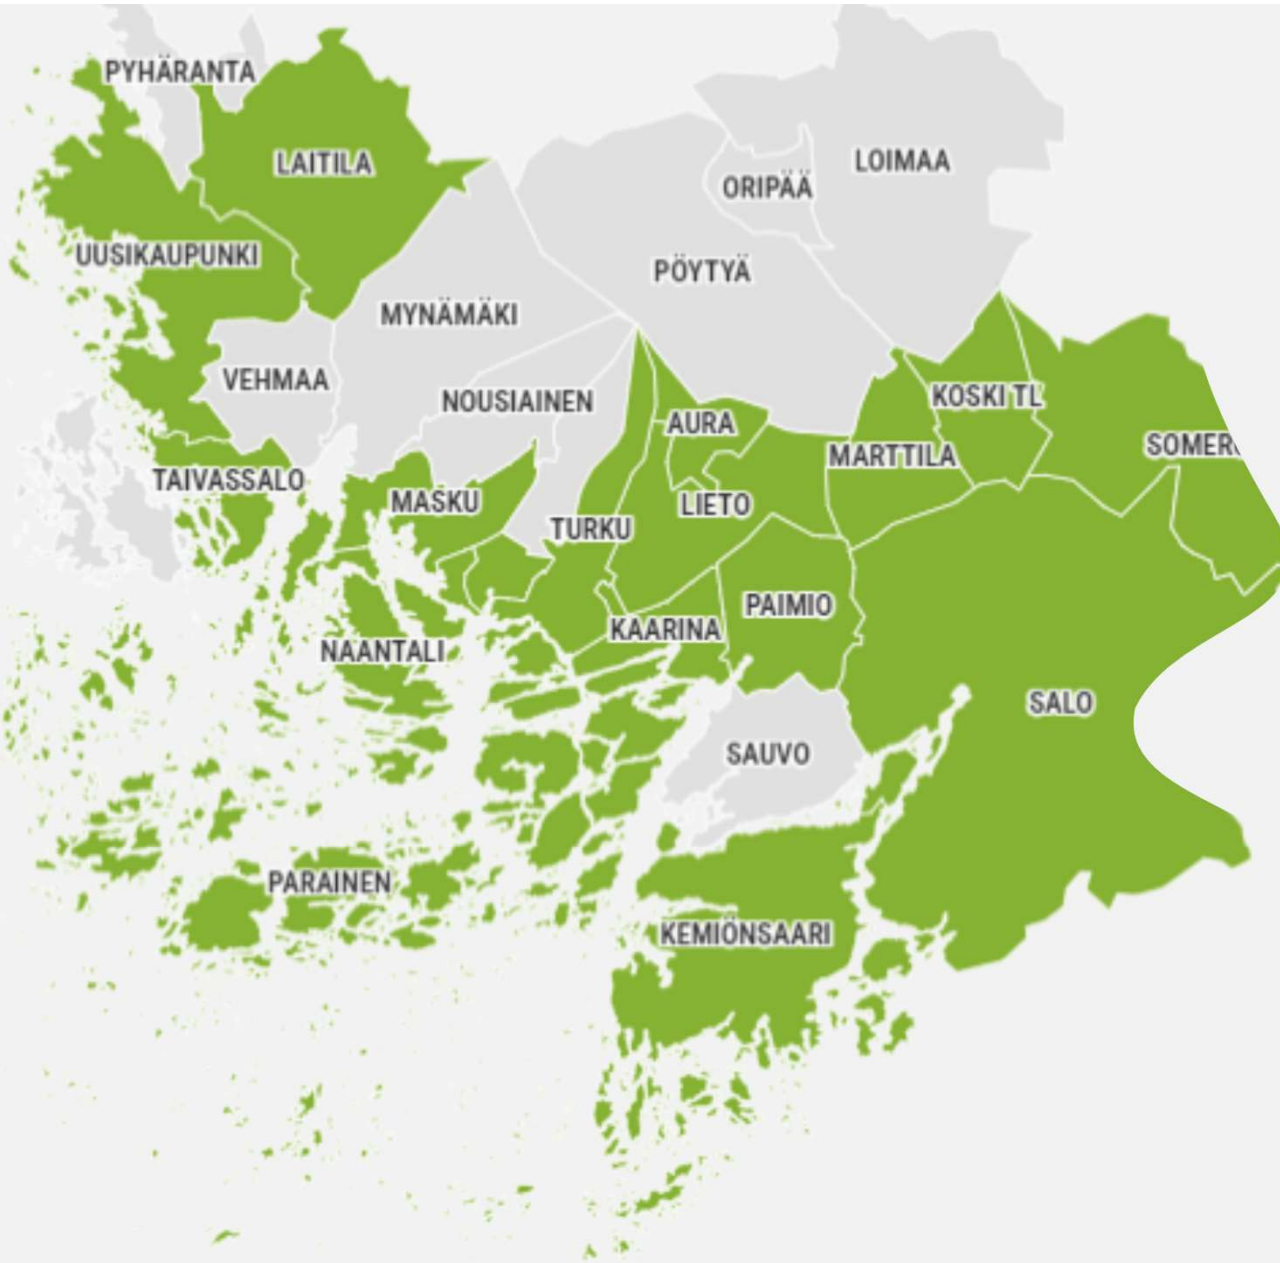 PYHÄRANTA
LAITILA
LOIMAA
ORIPÄÄ
UUSIKAUPUNKI
PÖYTYÄ
MYNÄMÄKI
VEHMAA
KOSKI TL
NOUSIAINEN
AURA
SOMER
MARTTILA
TAIVASSALO
MASKU
LIETO
TURKU
PAIMIO
KAARINA
NAANTALI
SALO
SAUVO
PARAINEN
KEMIÖNSAARI